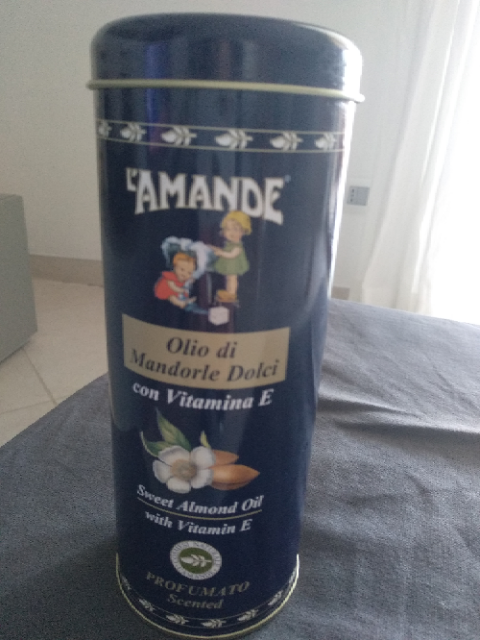 L'AMANDE®
Olio di
Mandorle Dolci
con Vitamina E
Sweet Almond Oil
with Vitamin E
PROFUMATO
Scented